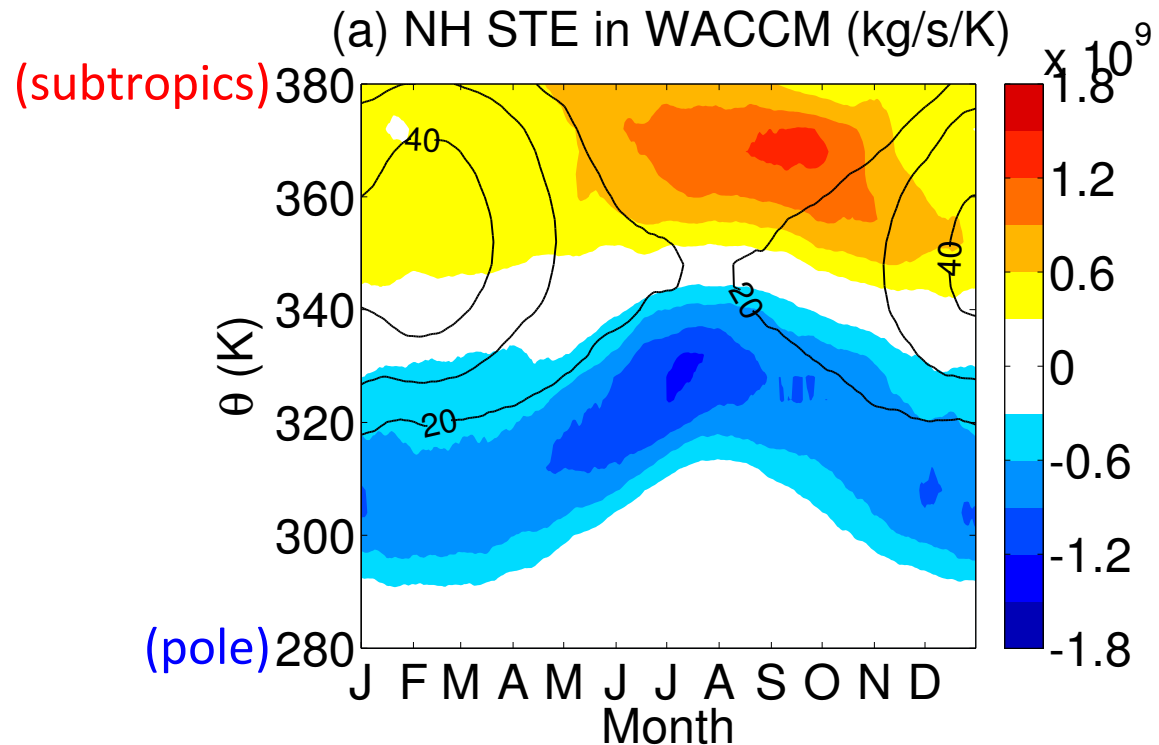 (a) NH STE in WACCM (kg/s/K)
x 10^9
(subtropics)
380
360
340
320
300
280
(pole)
θ (K)
40
20
20
40
1.8
1.2
0.6
0
-0.6
-1.2
-1.8
J F M A M J J A S O N D
Month